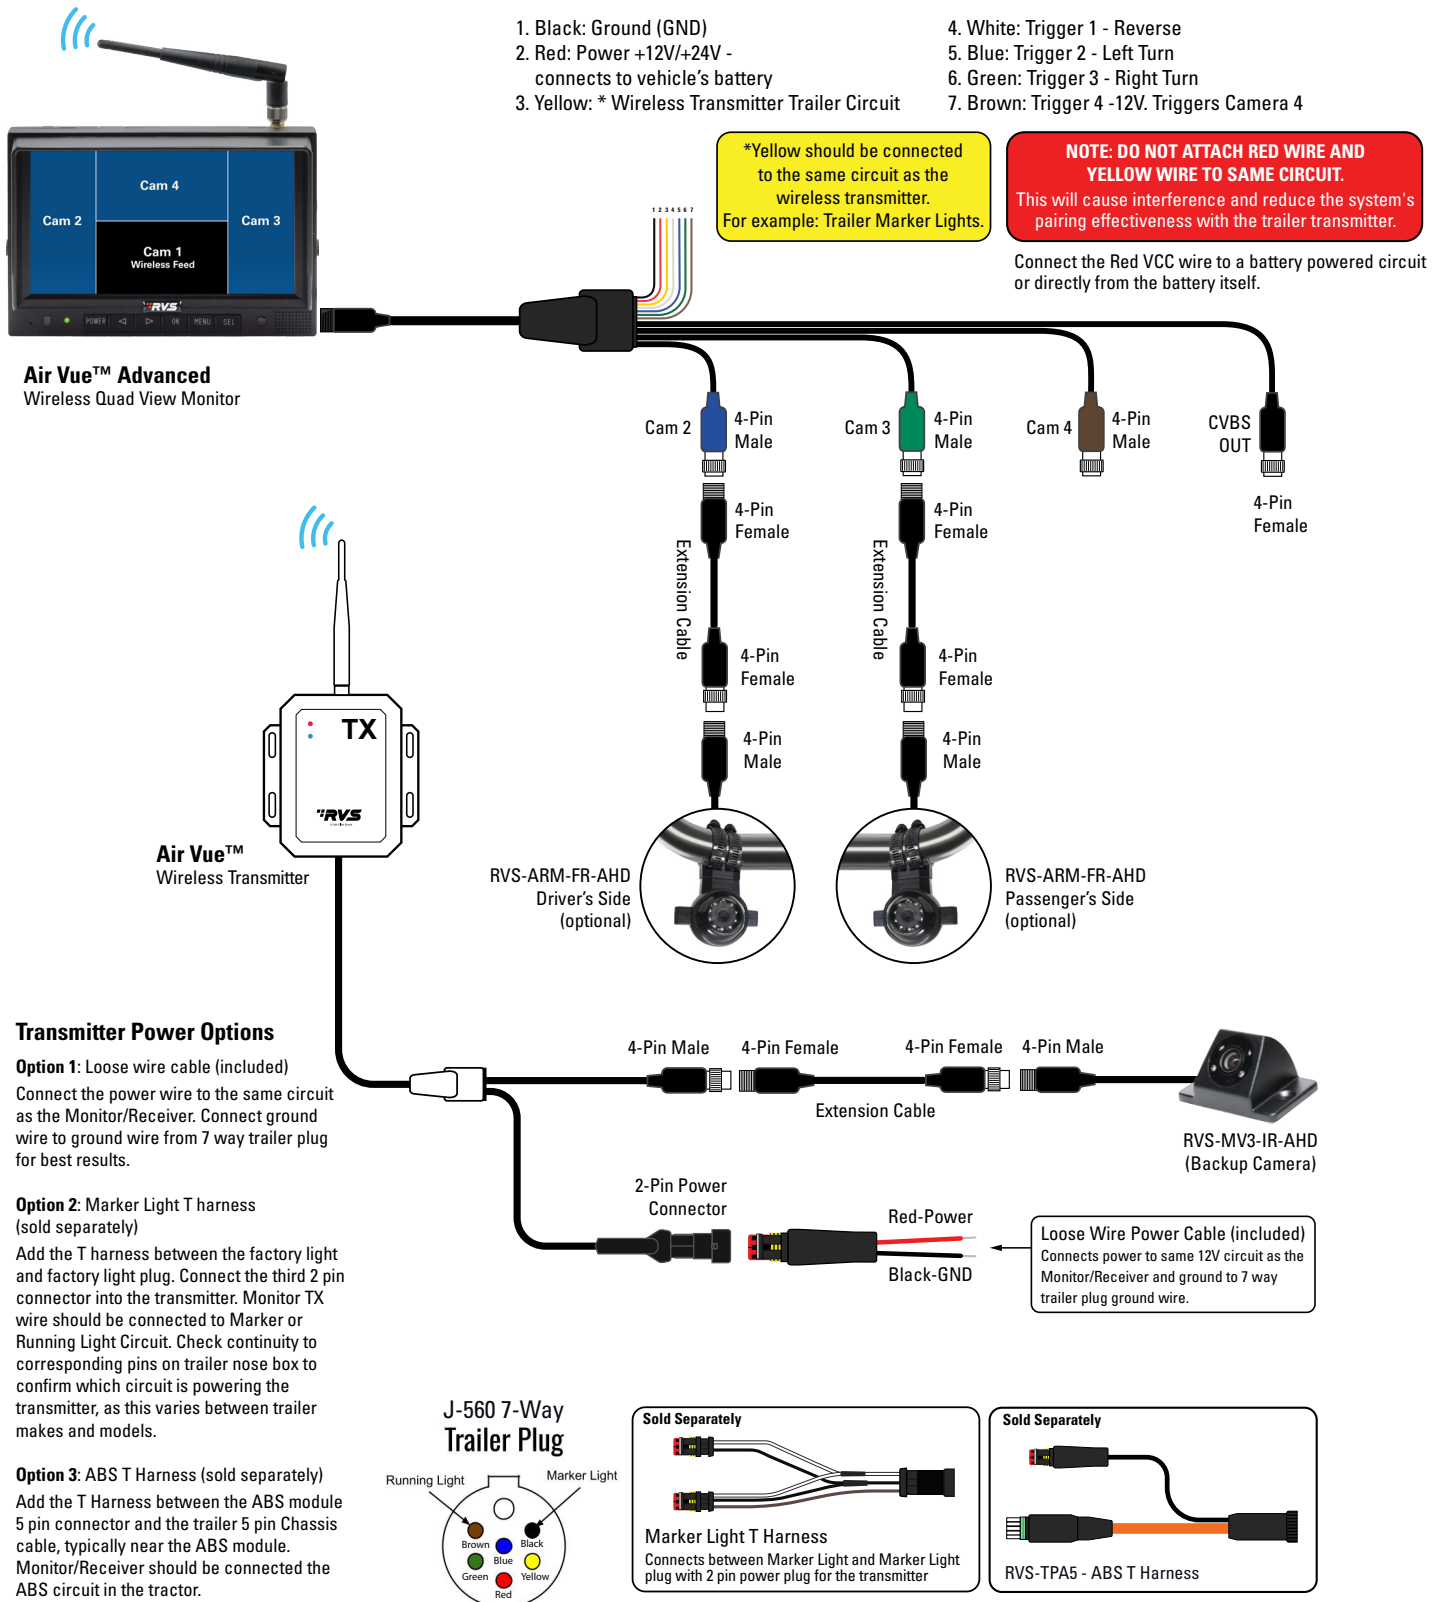 1. Black: Ground (GND)
2. Red: Power +12V/+24V -
connects to vehicle's battery
3. Yellow: * Wireless Transmitter Trailer Circuit
4. White: Trigger 1 - Reverse
5. Blue: Trigger 2 - Left Turn
6. Green: Trigger 3 - Right Turn
7. Brown: Trigger 4 -12V. Triggers Camera 4
*Yellow should be connected
to the same circuit as the
wireless transmitter.
For example: Trailer Marker Lights.
NOTE: DO NOT ATTACH RED WIRE AND
YELLOW WIRE TO SAME CIRCUIT.
This will cause interference and reduce the system's
pairing effectiveness with the trailer transmitter.
Connect the Red VCC wire to a battery powered circuit
or directly from the battery itself.
Cam 2
Cam 4
Cam 3
Cam 1
Wireless Feed
RVS
POWER
OK
MENU
SEL
1 2 3 4 5 6 7
Air Vue™ Advanced
Wireless Quad View Monitor
Cam 2
4-Pin
Male
Cam 3
4-Pin
Male
Cam 4
4-Pin
Male
CVBS
OUT
4-Pin
Female
4-Pin
Female
4-Pin
Female
Extension Cable
Extension Cable
4-Pin
Female
4-Pin
Female
4-Pin
Male
4-Pin
Male
TX
RVS
Air Vue™
Wireless Transmitter
RVS-ARM-FR-AHD
Driver's Side
(optional)
RVS-ARM-FR-AHD
Passenger's Side
(optional)
Transmitter Power Options
Option 1: Loose wire cable (included)
Connect the power wire to the same circuit
as the Monitor/Receiver. Connect ground
wire to ground wire from 7 way trailer plug
for best results.
Option 2: Marker Light T harness
(sold separately)
Add the T harness between the factory light
and factory light plug. Connect the third 2 pin
connector into the transmitter. Monitor TX
wire should be connected to Marker or
Running Light Circuit. Check continuity to
corresponding pins on trailer nose box to
confirm which circuit is powering the
transmitter, as this varies between trailer
makes and models.
Option 3: ABS T Harness (sold separately)
Add the T Harness between the ABS module
5 pin connector and the trailer 5 pin Chassis
cable, typically near the ABS module.
Monitor/Receiver should be connected the
ABS circuit in the tractor.
4-Pin Male
4-Pin Female
4-Pin Female
4-Pin Male
Extension Cable
RVS-MV3-IR-AHD
(Backup Camera)
2-Pin Power
Connector
Red-Power
Black-GND
Loose Wire Power Cable (included)
Connects power to same 12V circuit as the
Monitor/Receiver and ground to 7 way
trailer plug ground wire.
J-560 7-Way
Trailer Plug
Running Light
Marker Light
Brown
Black
Blue
Green
Yellow
Red
Sold Separately
Marker Light T Harness
Connects between Marker Light and Marker Light
plug with 2 pin power plug for the transmitter
Sold Separately
RVS-TPA5 - ABS T Harness